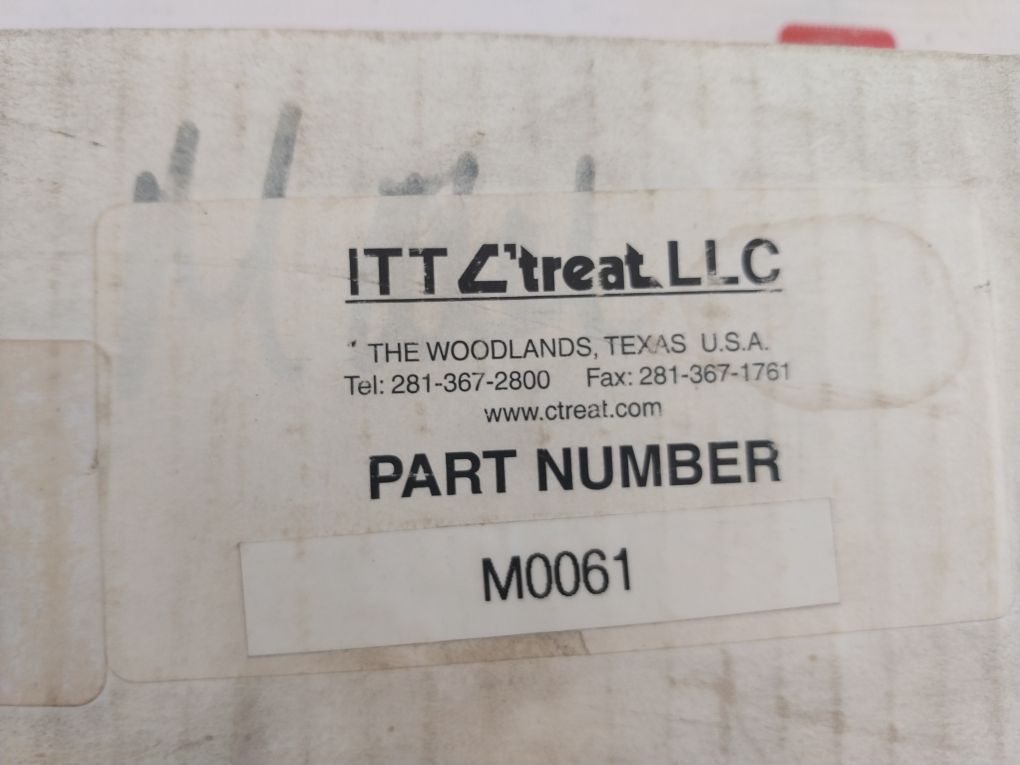 ITT C'treat LLC
THE WOODLANDS, TEXAS U.S.A.
Tel: 281-367-2800 Fax: 281-367-1761
www.ctreat.com
PART NUMBER
M0061